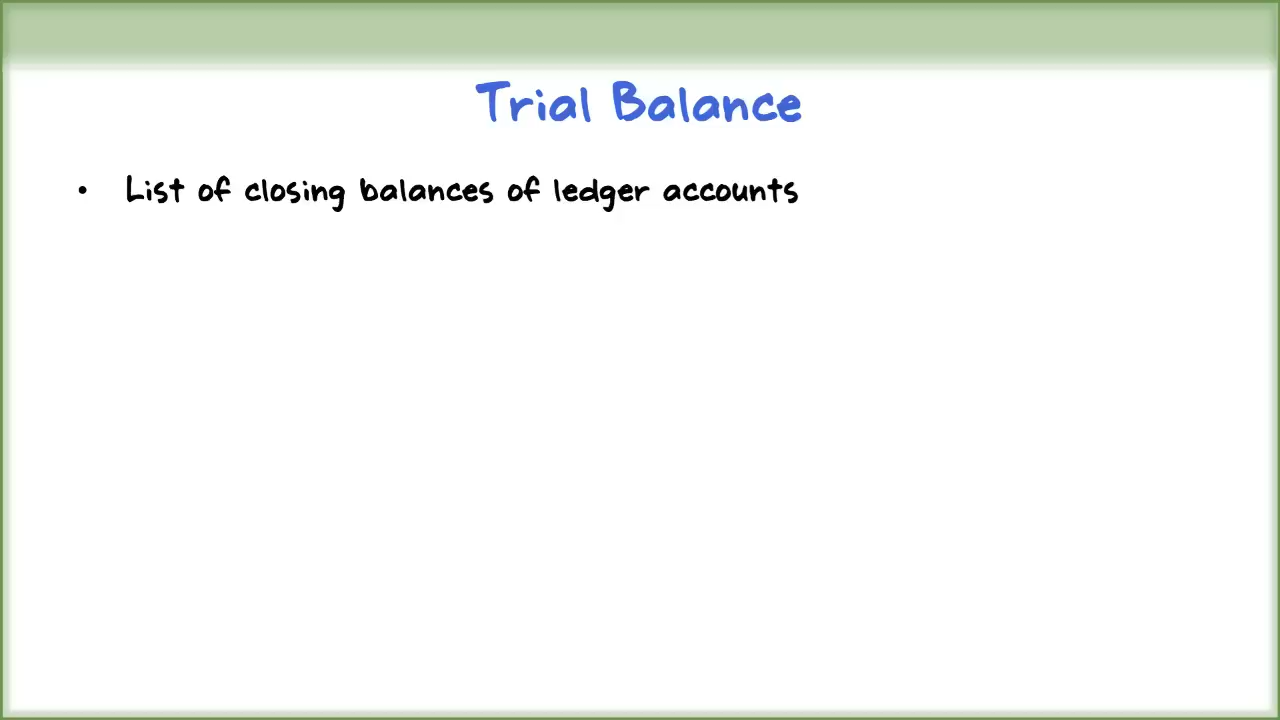 Trial Balance
• List of closing balances of ledger accounts